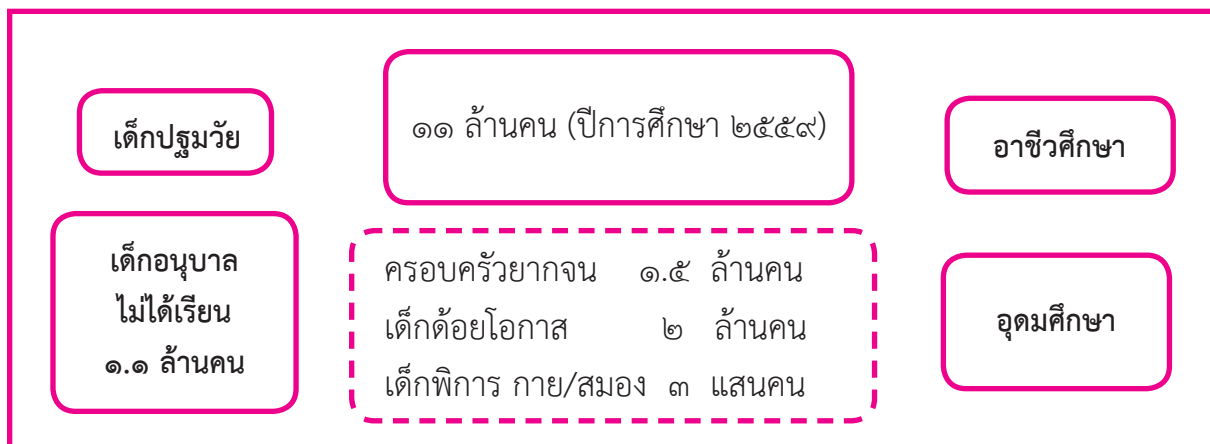 เด็กปฐมวัย
เด็กอนุบาล
ไม่ได้เรียน
๑.๑ ล้านคน
๑๑ ล้านคน (ปีการศึกษา ๒๕๕๙)
ครอบครัวยากจน ๑.๕ ล้านคน
เด็กด้อยโอกาส ๒ ล้านคน
เด็กพิการ กาย/สมอง ๓ แสนคน
อาชีวศึกษา
อุดมศึกษา